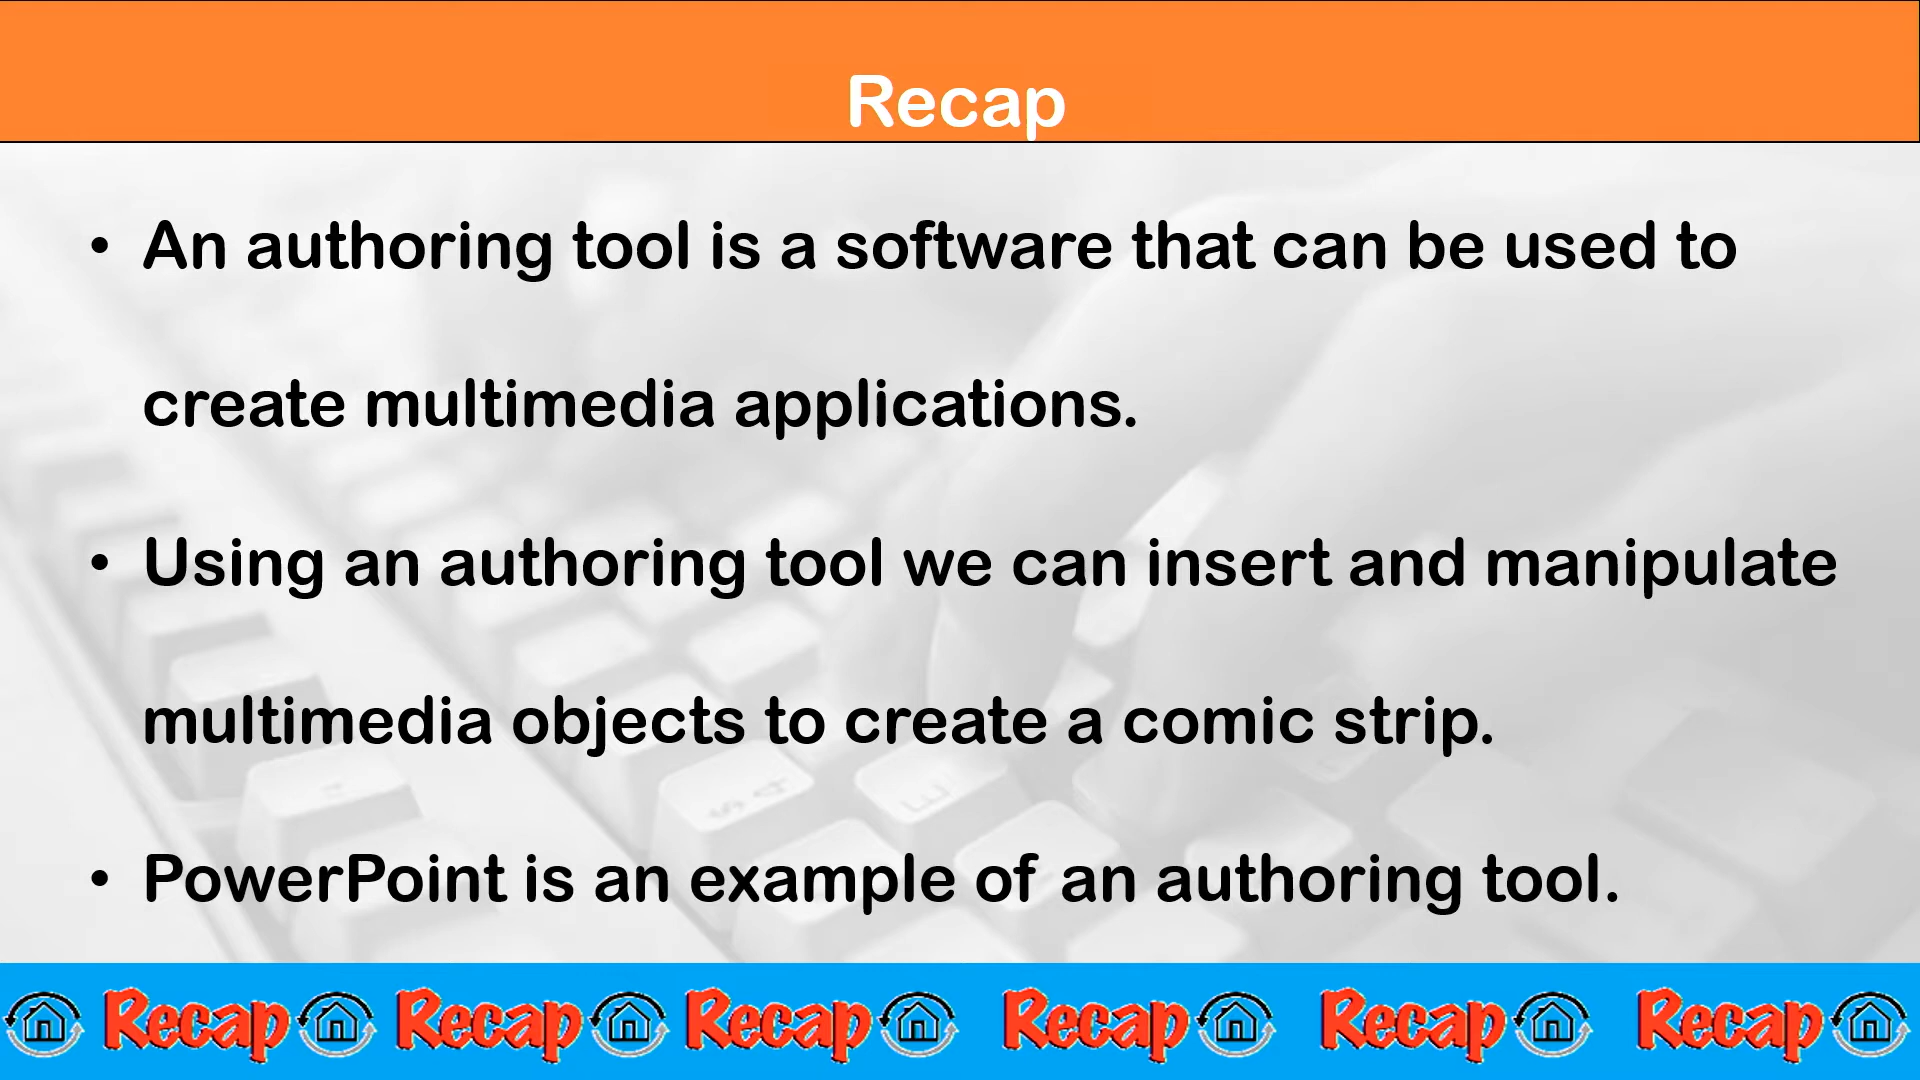 Recap
• An authoring tool is a software that can be used to
create multimedia applications.
• Using an authoring tool we can insert and manipulate
multimedia objects to create a comic strip.
• PowerPoint is an example of an authoring tool.
Recap Recap Recap Recap Recap Recap